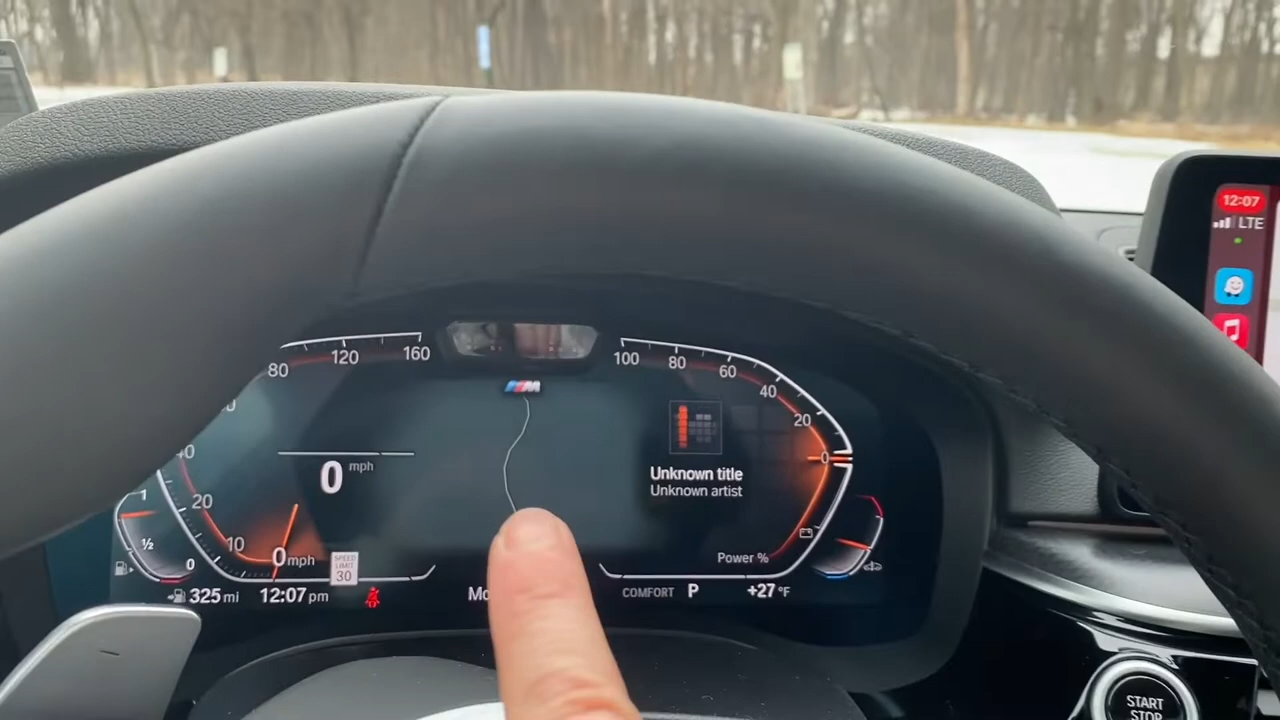 12:07
LTE
120
160
80
100
80
60
40
20
0
0 mph
20
10
0 mph
1
1/2
0
SPEED
LIMIT
30
M
Unknown title
Unknown artist
Power %
325 mi
12:07 pm
COMFORT P
+27 °F
START
STOP